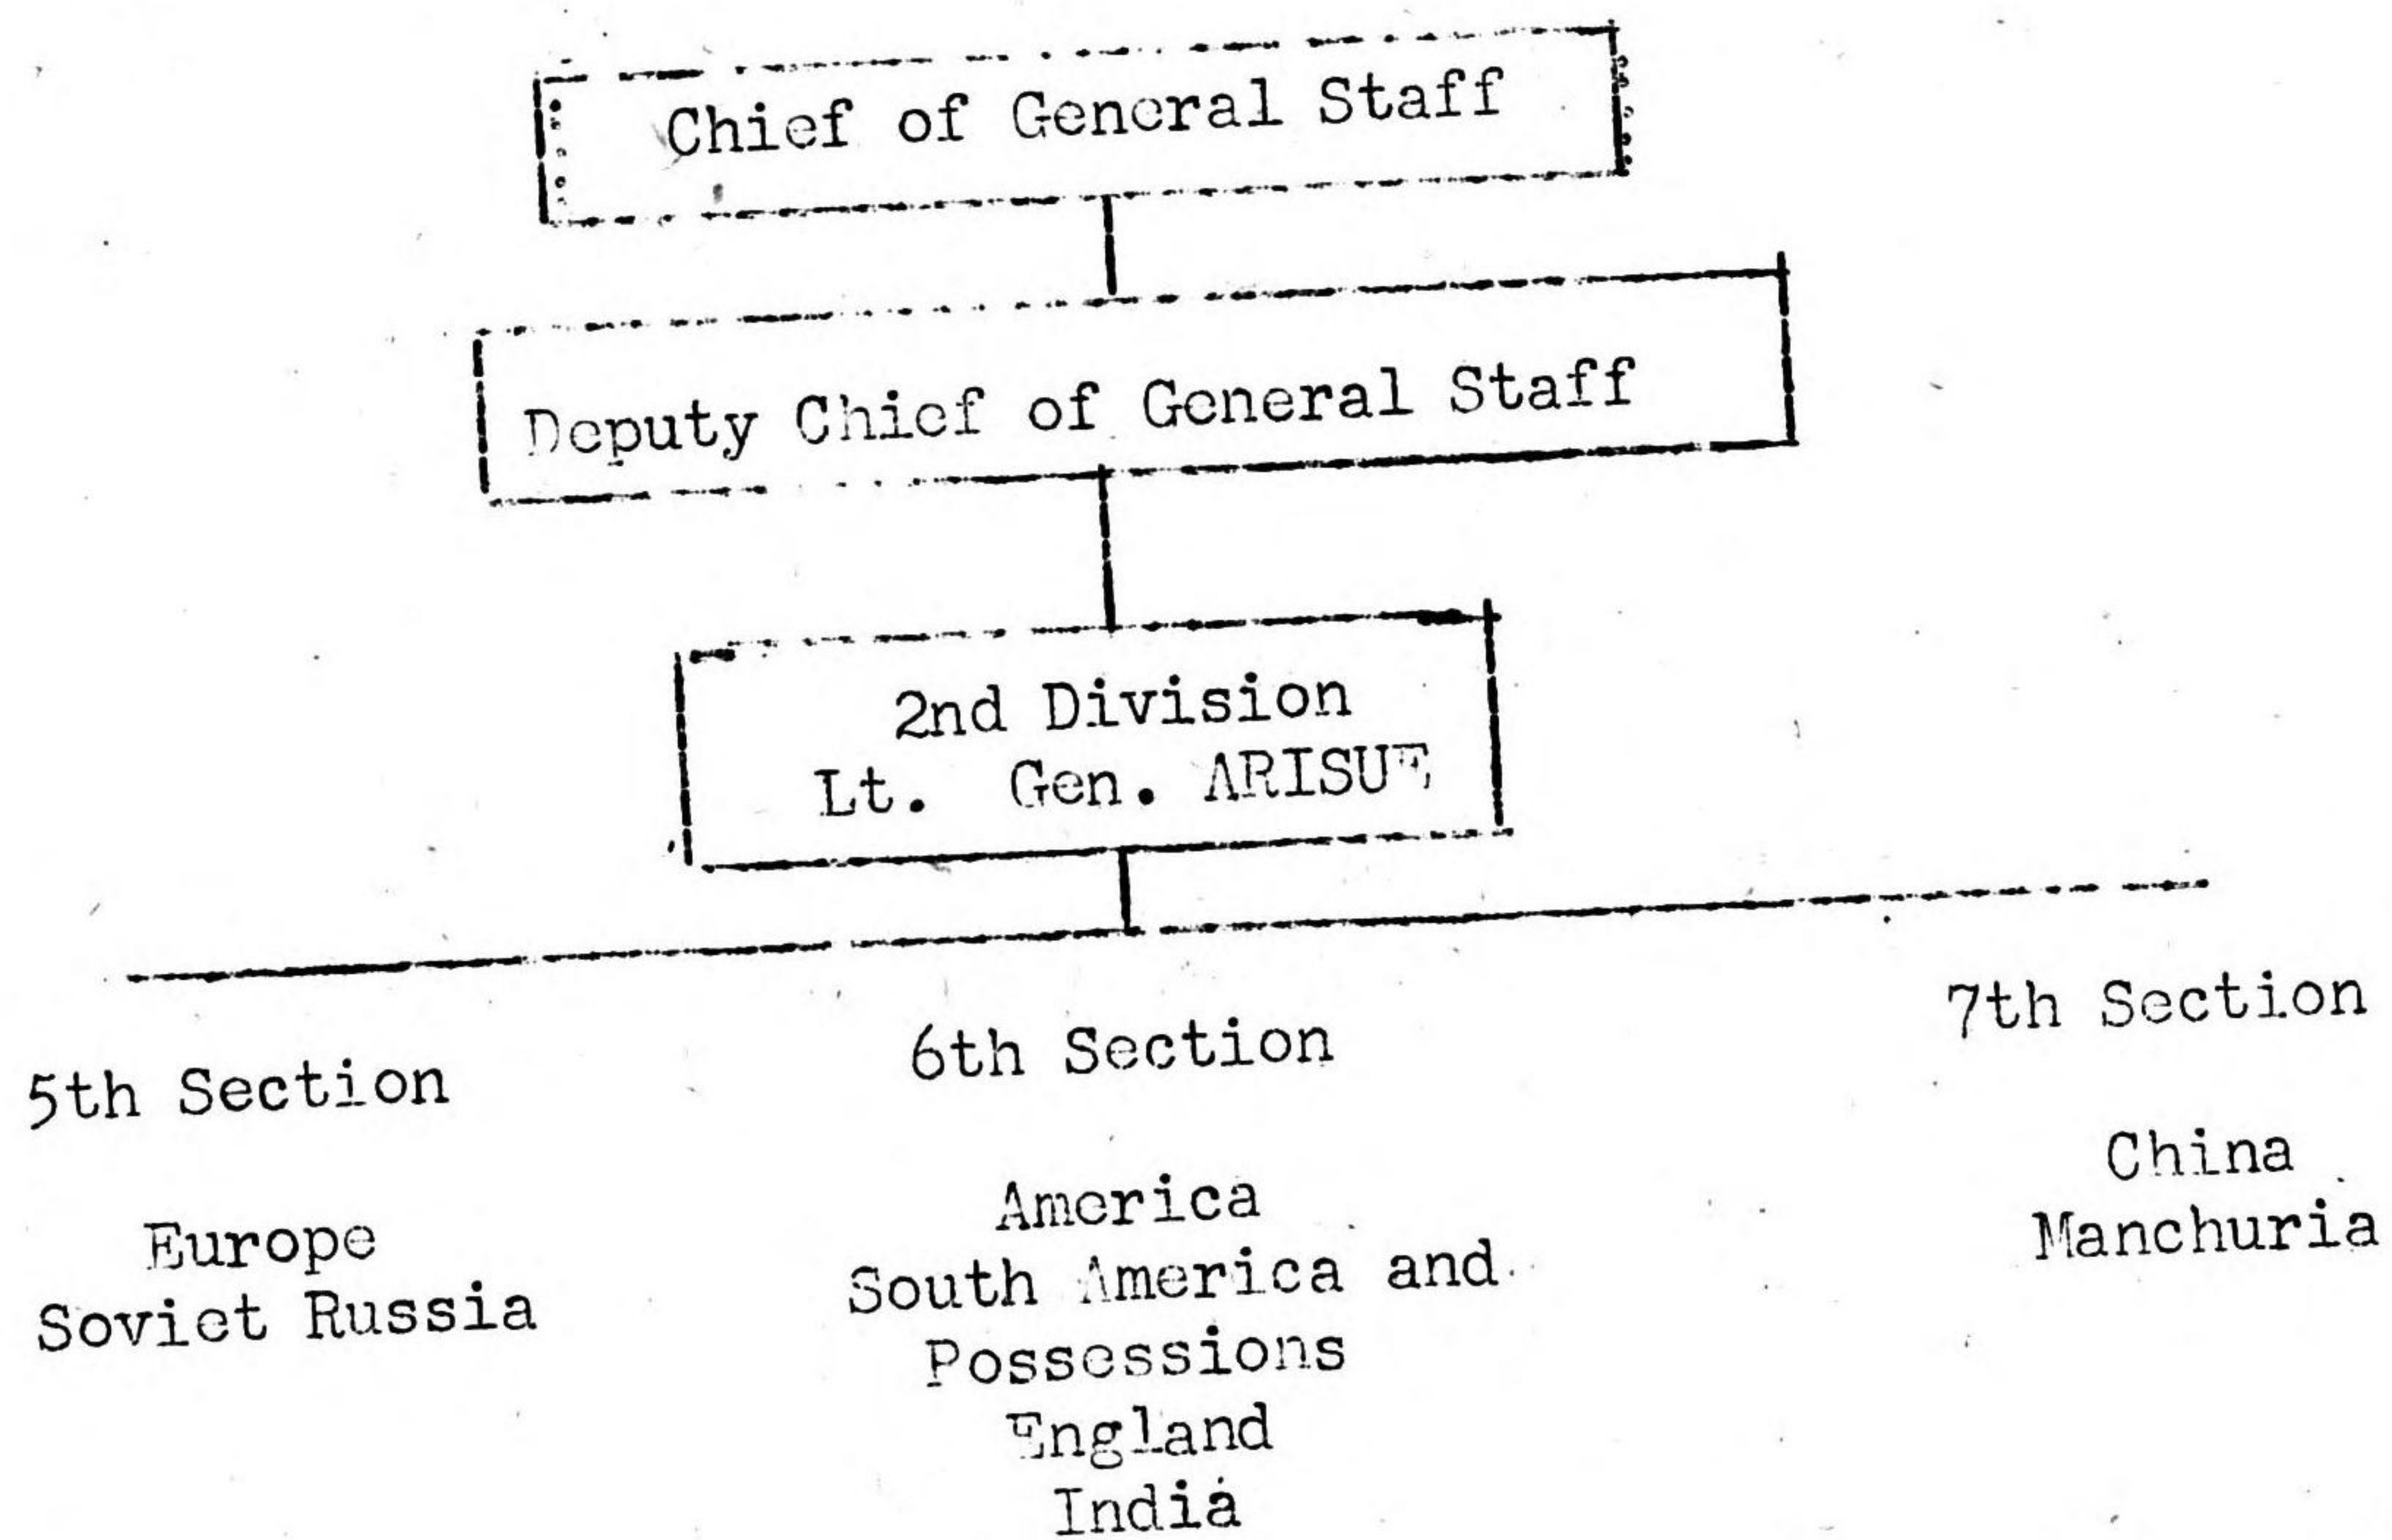 Chief of General Staff
Deputy Chief of General Staff
2nd Division
Lt. Gen. ARISUE
5th Section
Europe
Soviet Russia
6th Section
America
South America and
Possessions
England
India
7th Section
China
Manchuria